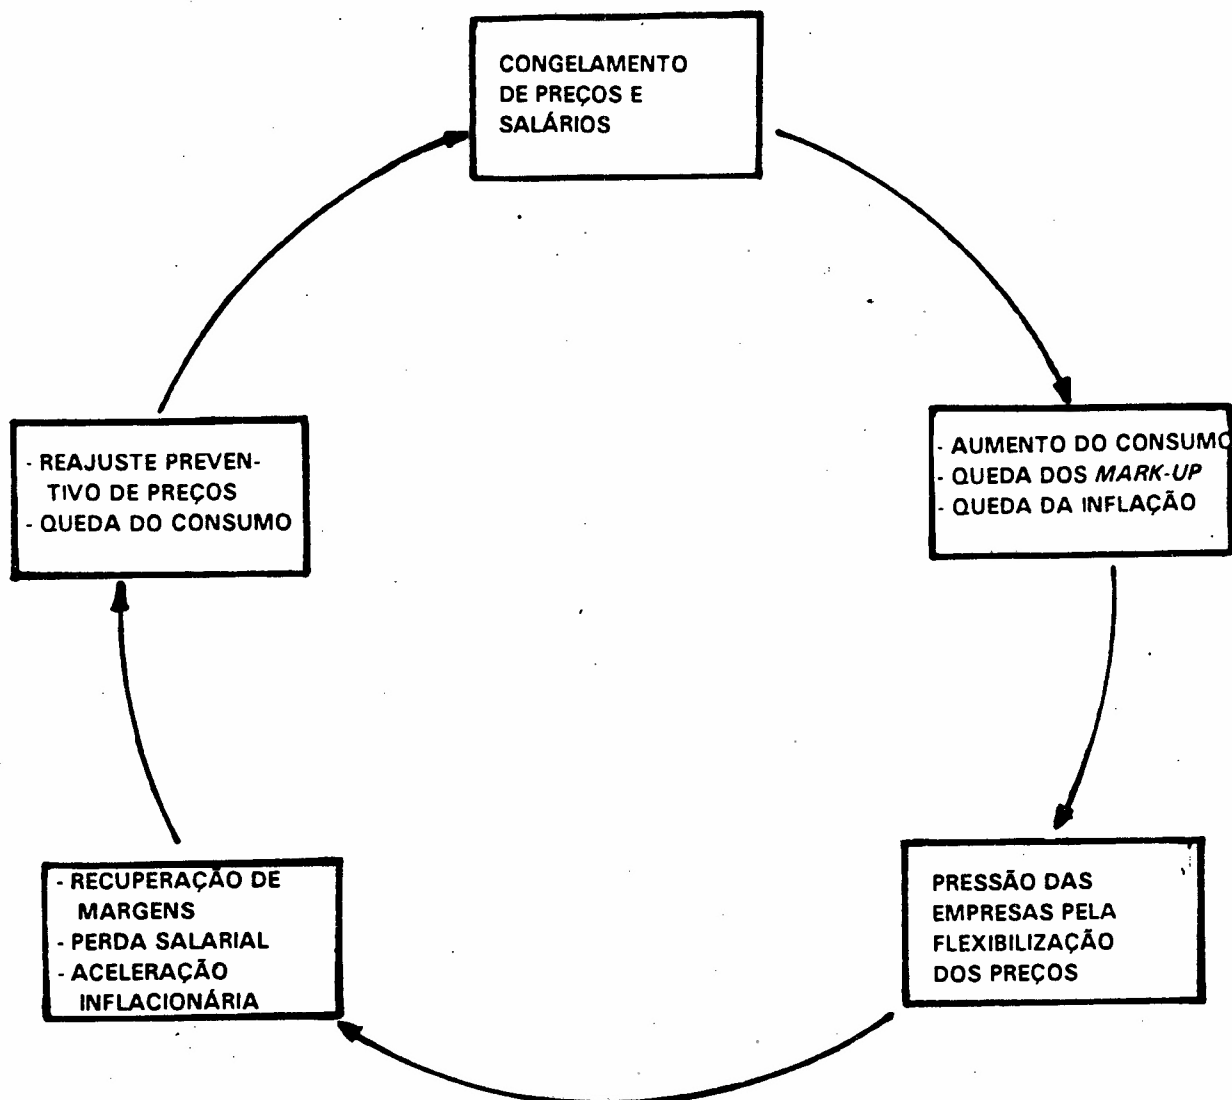 CONGELAMENTO
DE PREÇOS E
SALÁRIOS
- AUMENTO DO CONSUMO
- QUEDA DOS MARK-UP
- QUEDA DA INFLAÇÃO
PRESSÃO DAS
EMPRESAS PELA
FLEXIBILIZAÇÃO
DOS PREÇOS
- RECUPERAÇÃO DE
MARGENS
- PERDA SALARIAL
- ACELERAÇÃO
INFLACIONÁRIA
- REAJUSTE PREVEN-
TIVO DE PREÇOS
- QUEDA DO CONSUMO